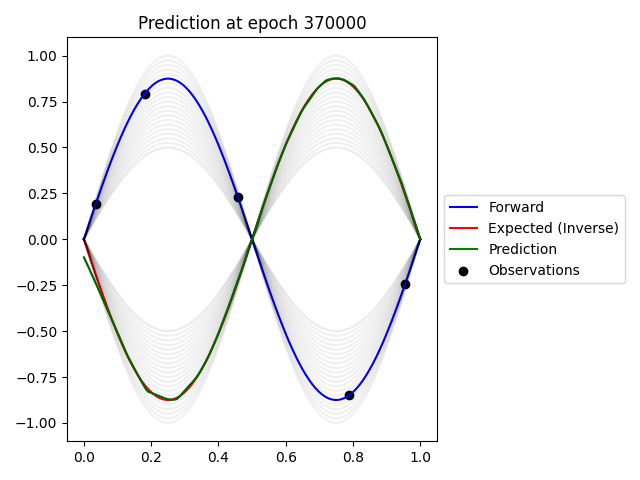 Prediction at epoch 370000
1.00
0.75
0.50
0.25
0.00
−0.25
−0.50
−0.75
−1.00
0.0 0.2 0.4 0.6 0.8 1.0
Forward
Expected (Inverse)
Prediction
Observations